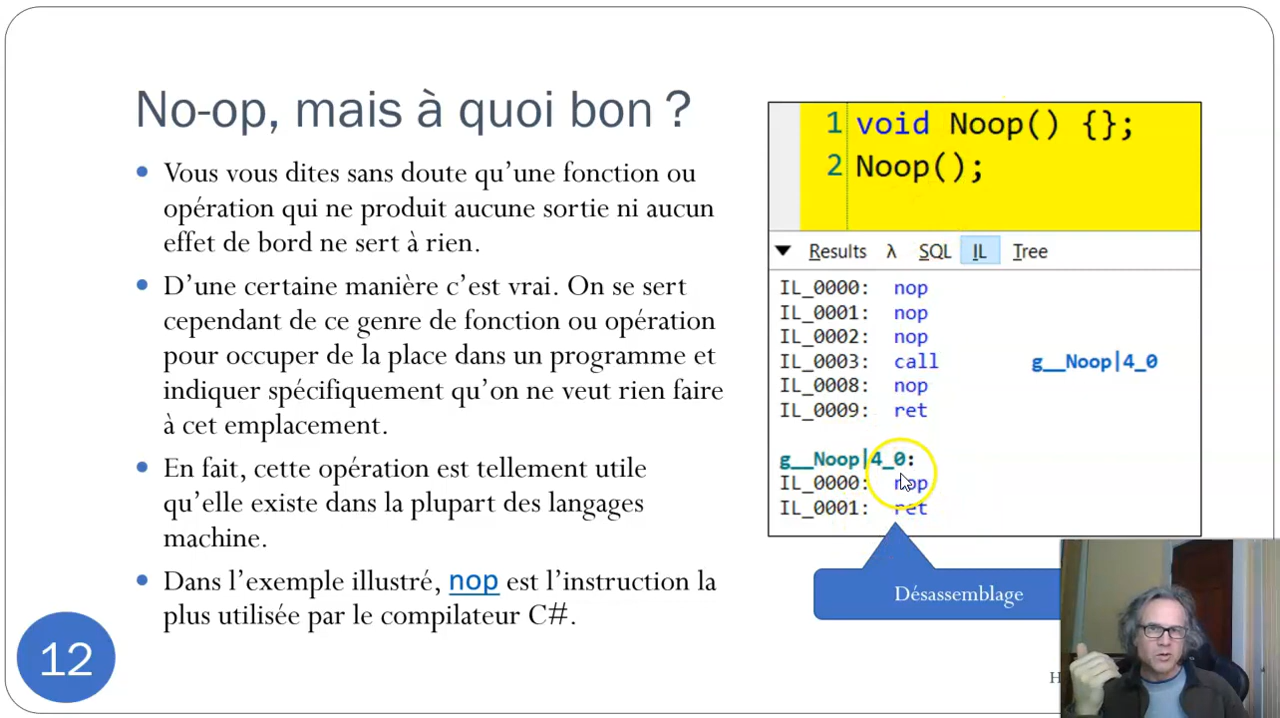 No-op, mais à quoi bon ?
Vous vous dites sans doute qu’une fonction ou
opération qui ne produit aucune sortie ni aucun
effet de bord ne sert à rien.
D’une certaine manière c’est vrai. On se sert
cependant de ce genre de fonction ou opération
pour occuper de la place dans un programme et
indiquer spécifiquement qu’on ne veut rien faire
à cet emplacement.
En fait, cette opération est tellement utile
qu’elle existe dans la plupart des langages
machine.
Dans l’exemple illustré, nop est l’instruction la
plus utilisée par le compilateur C#.
12
1 void Noop() {};
2 Noop();
Results λ SQL IL Tree
IL_0000: nop
IL_0001: nop
IL_0002: nop
IL_0003: call g__Noop|4_0
IL_0008: nop
IL_0009: ret
g__Noop|4_0:
IL_0000: nop
IL_0001: ret
Désassemblage